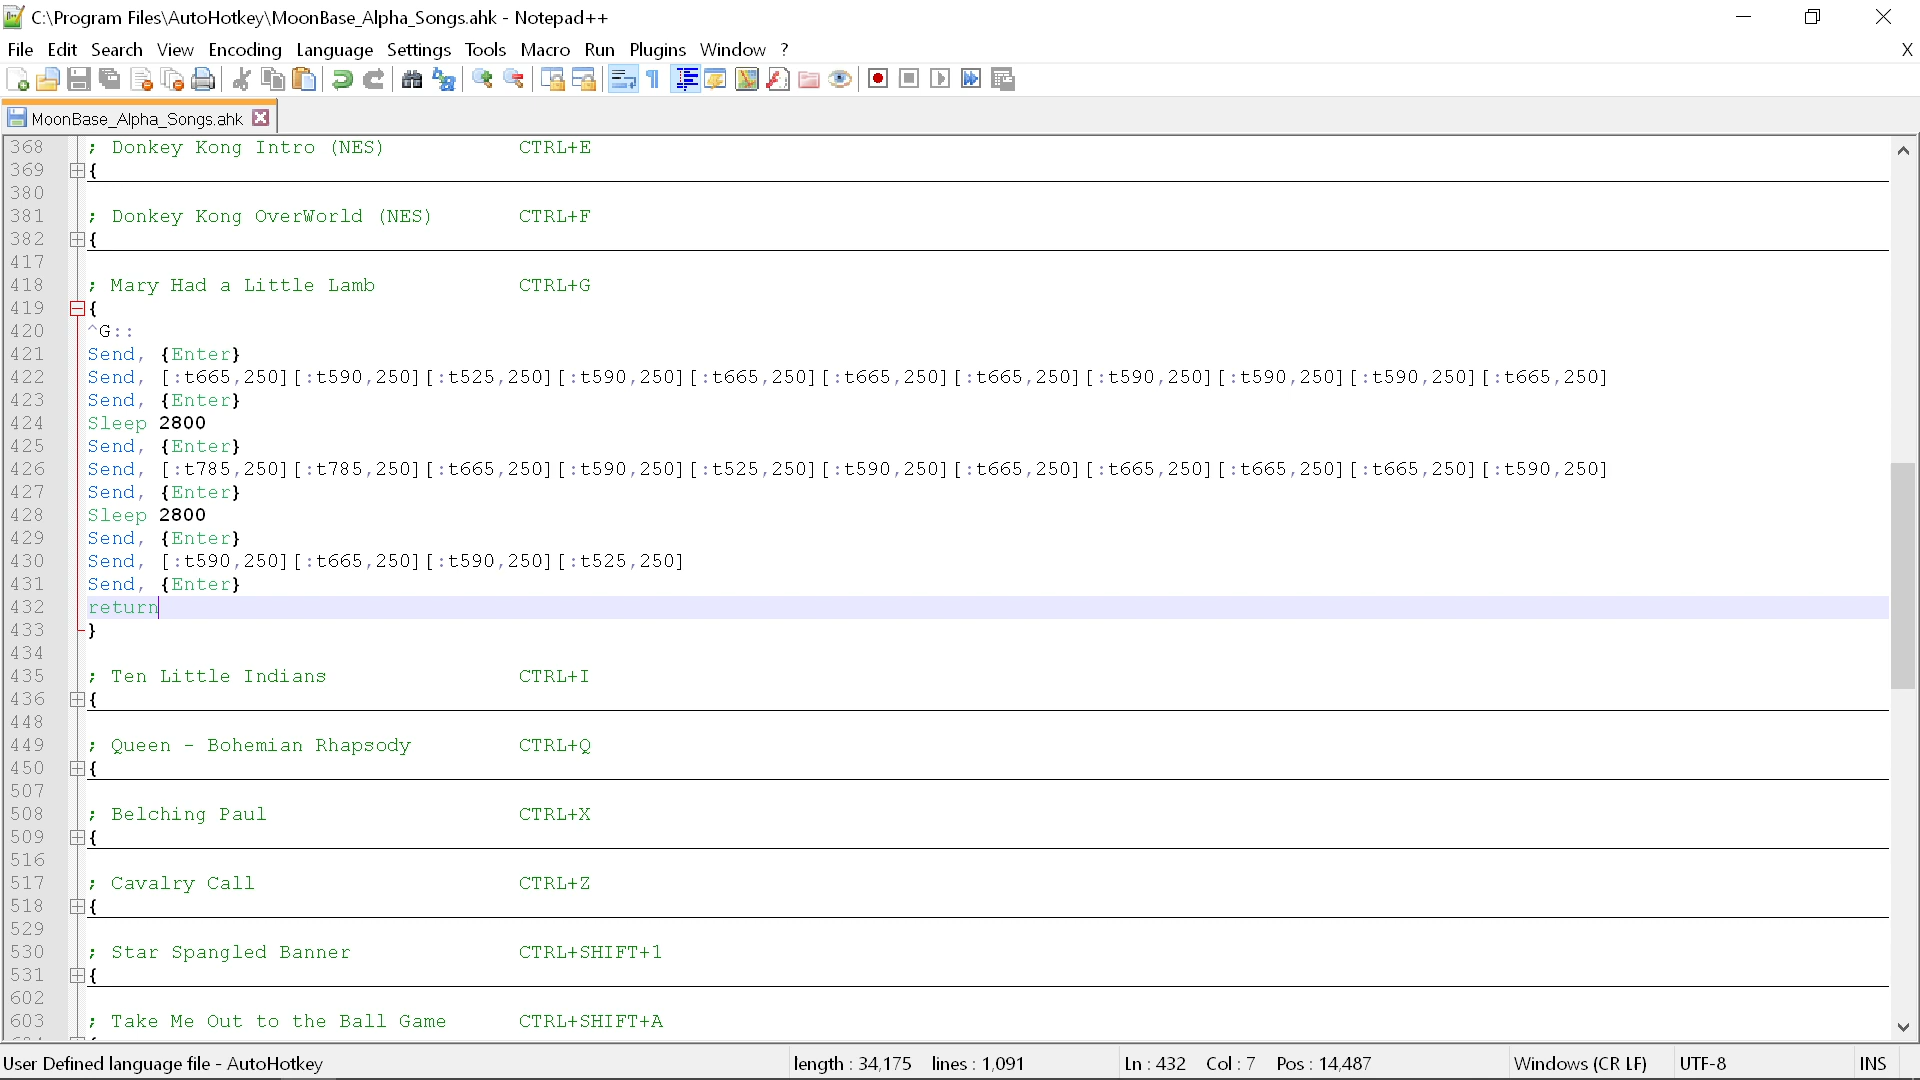 C:\Program Files\AutoHotkey\MoonBase_Alpha_Songs.ahk - Notepad++
File Edit Search View Encoding Language Settings Tools Macro Run Plugins Window ? X
MoonBase_Alpha_Songs.ahk
368 ; Donkey Kong Intro (NES) CTRL+E
369 {
380
381 ; Donkey Kong OverWorld (NES) CTRL+F
382 {
417
418 ; Mary Had a Little Lamb CTRL+G
419 {
420 ^G::
421 Send, {Enter}
422 Send, [:t665,250][:t590,250][:t525,250][:t590,250][:t665,250][:t665,250][:t665,250][:t590,250][:t590,250][:t590,250][:t665,250]
423 Send, {Enter}
424 Sleep 2800
425 Send, {Enter}
426 Send, [:t785,250][:t785,250][:t665,250][:t590,250][:t525,250][:t590,250][:t665,250][:t665,250][:t665,250][:t665,250][:t590,250]
427 Send, {Enter}
428 Sleep 2800
429 Send, {Enter}
430 Send, [:t590,250][:t665,250][:t590,250][:t525,250]
431 Send, {Enter}
432 return
433 }
434
435 ; Ten Little Indians CTRL+I
436 {
448
449 ; Queen - Bohemian Rhapsody CTRL+Q
450 {
507
508 ; Belching Paul CTRL+X
509 {
516
517 ; Cavalry Call CTRL+Z
518 {
529
530 ; Star Spangled Banner CTRL+SHIFT+1
531 {
602
603 ; Take Me Out to the Ball Game CTRL+SHIFT+A
User Defined language file - AutoHotkey length : 34,175 lines : 1,091 Ln : 432 Col : 7 Pos : 14,487 Windows (CR LF) UTF-8 INS